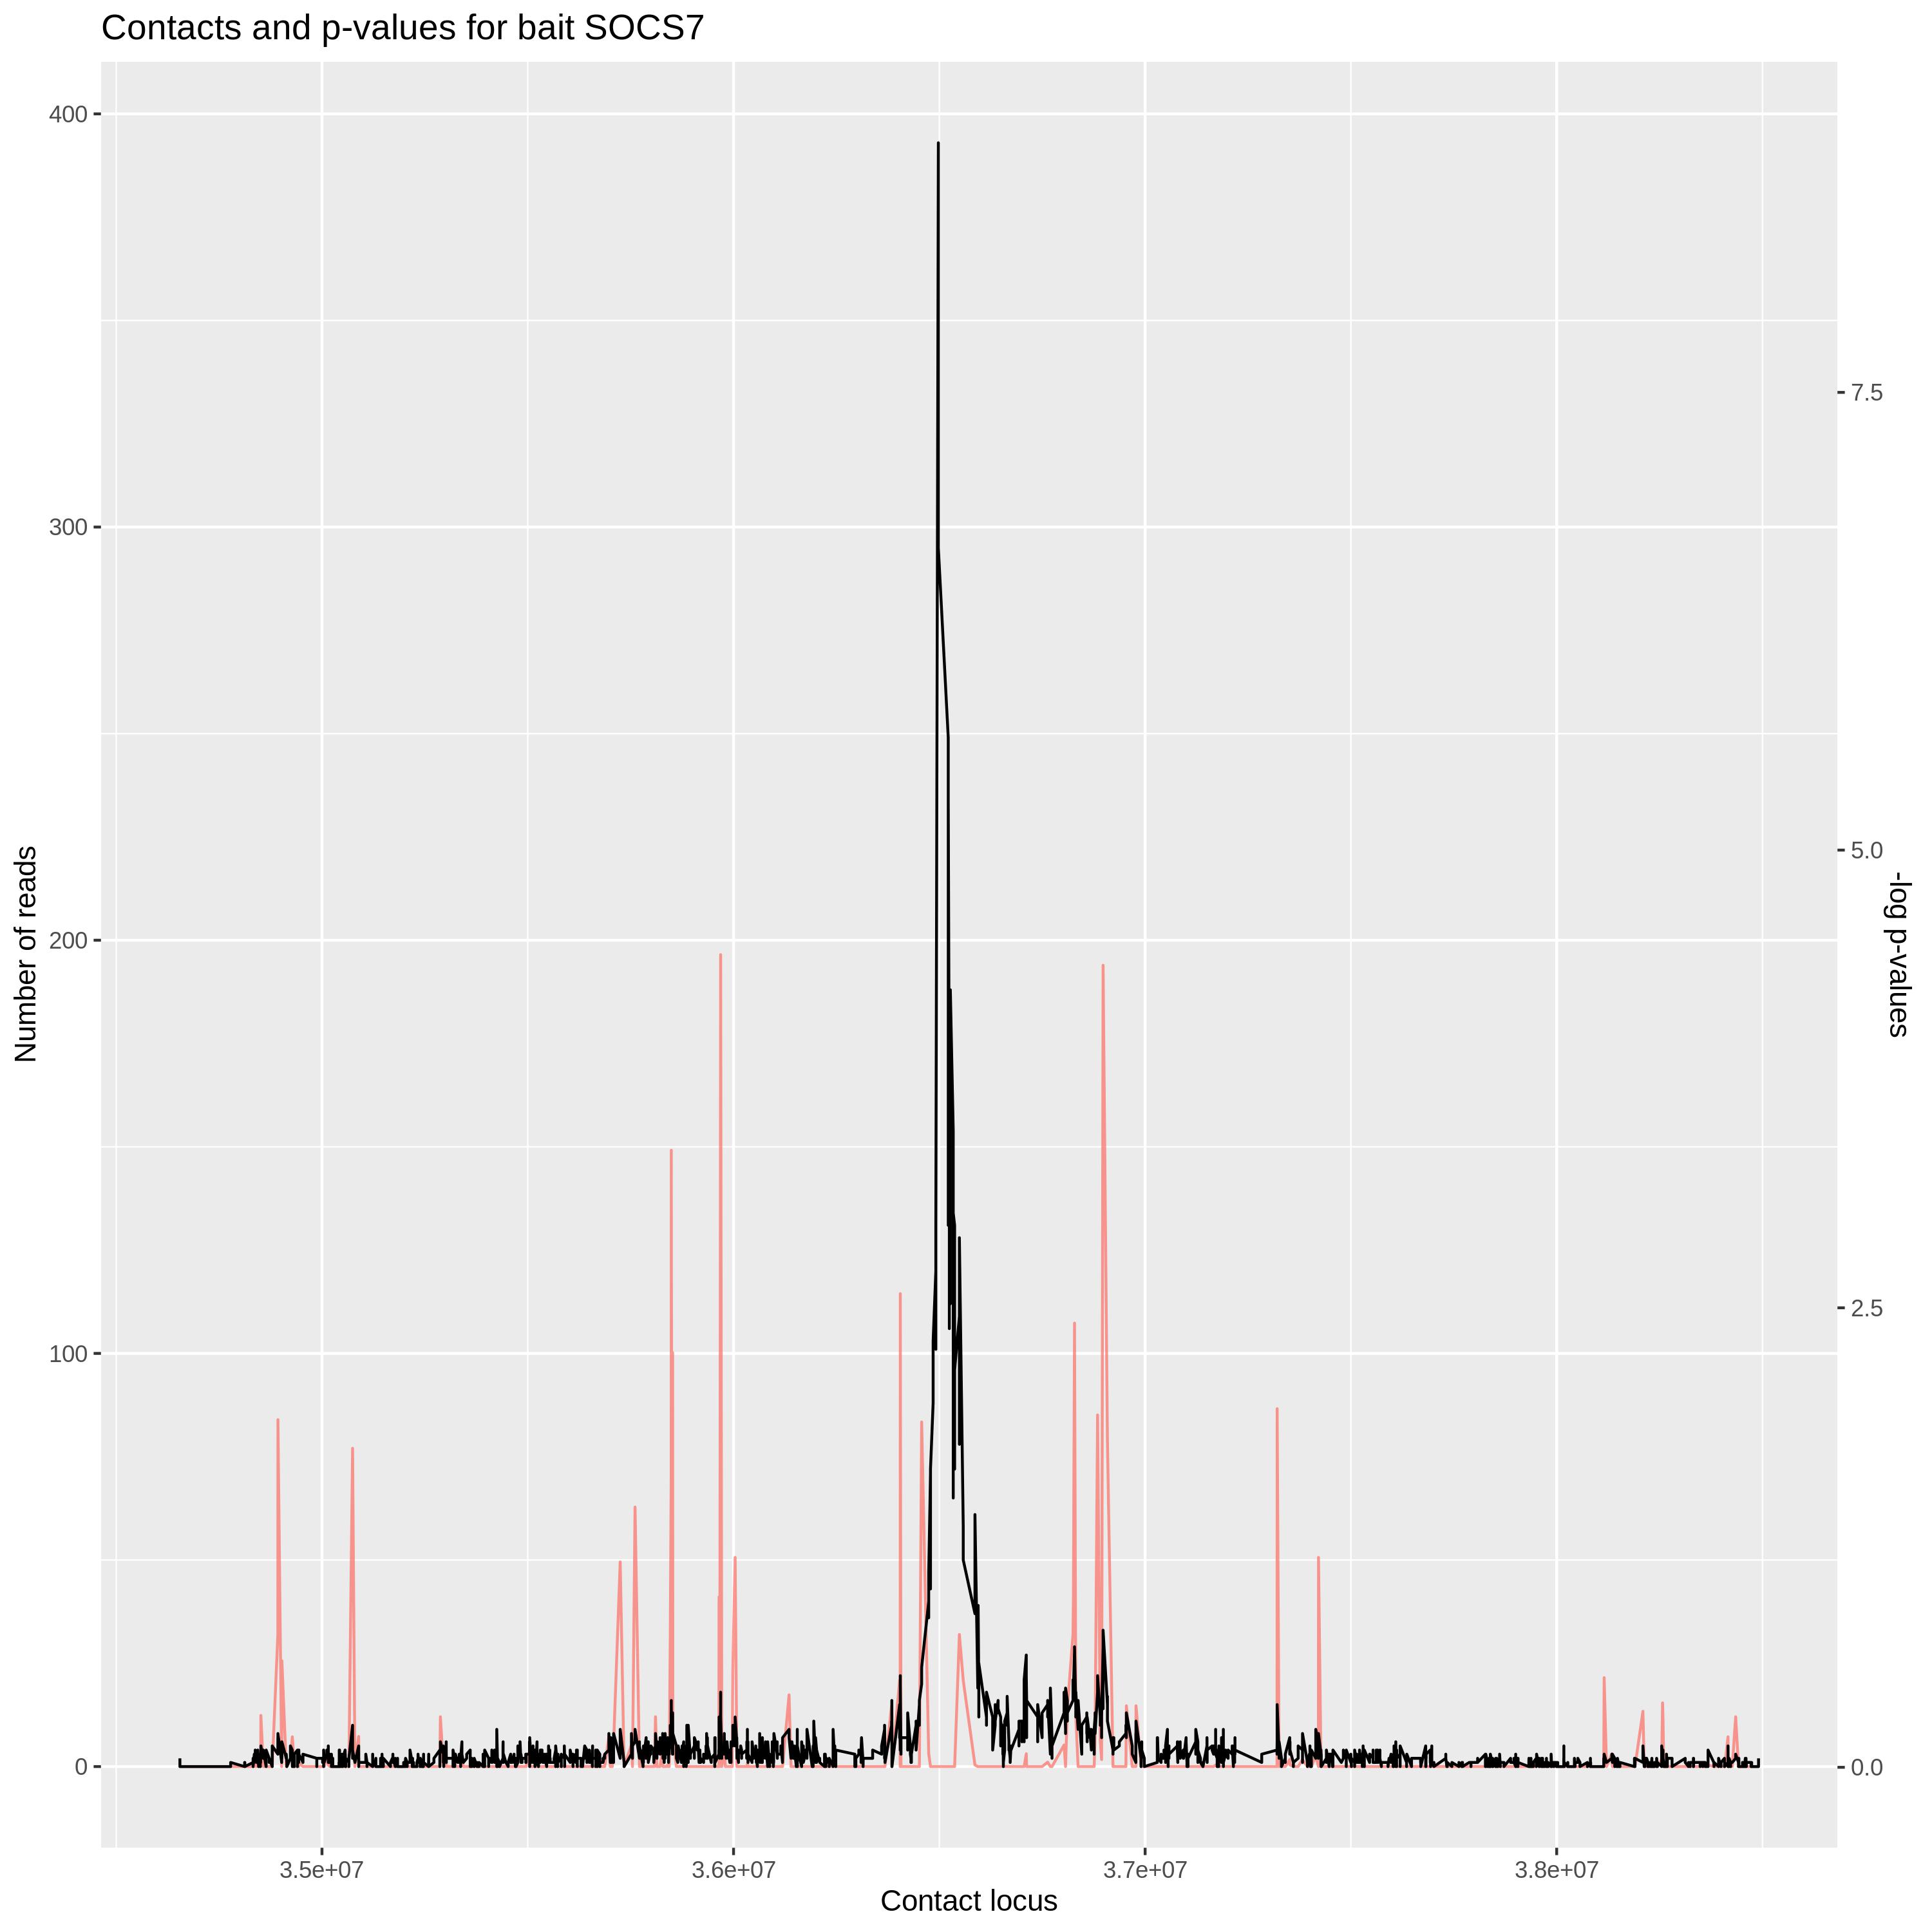 Contacts and p-values for bait SOCS7
400
300
200
100
0
Number of reads
7.5
5.0
2.5
0.0
-log p-values
3.5e+07
3.6e+07
3.7e+07
3.8e+07
Contact locus